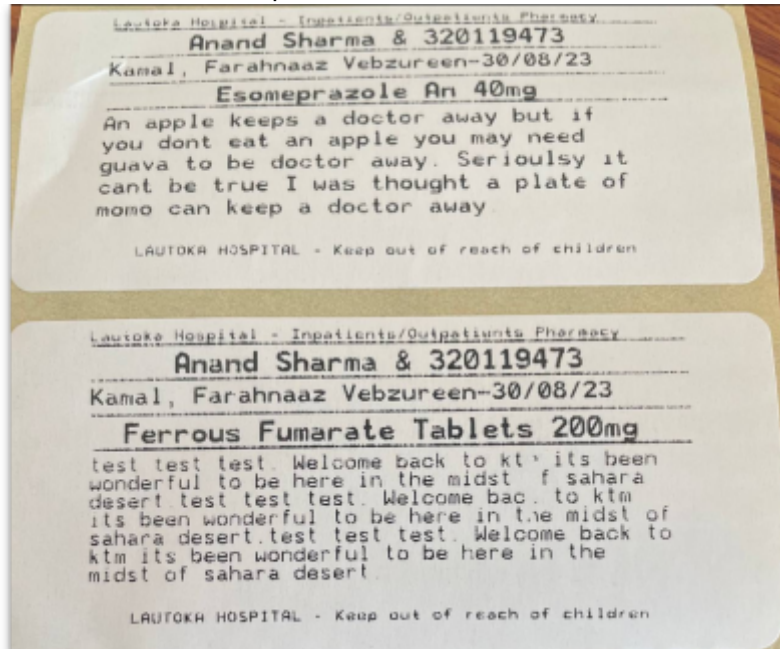 Lautoka Hospital - Inpatients/Outpatients Pharmacy
Anand Sharma & 320119473
Kamal, Farahnaaz Vebzureen-30/08/23
Esomeprazole An 40mg
An apple keeps a doctor away but if
you dont eat an apple you may need
guava to be doctor away. Serioulsy it
cant be true I was thought a plate of
momo can keep a doctor away
LAUTOKA HOSPITAL - Keep out of reach of children
Lautoka Hospital - Inpatients/Outpatients Pharmacy
Anand Sharma & 320119473
Kamal, Farahnaaz Vebzureen-30/08/23
Ferrous Fumarate Tablets 200mg
test test test. Welcome back to its been
wonderful to be here in the midst sahara
desert.test test test. Welcome to ktm
its been wonderful to be here in the midst of
sahara desert.test test test. Welcome back to
ktm its been wonderful to be here in the
midst of sahara desert.
LAUTOKA HOSPITAL - Keep out of reach of children